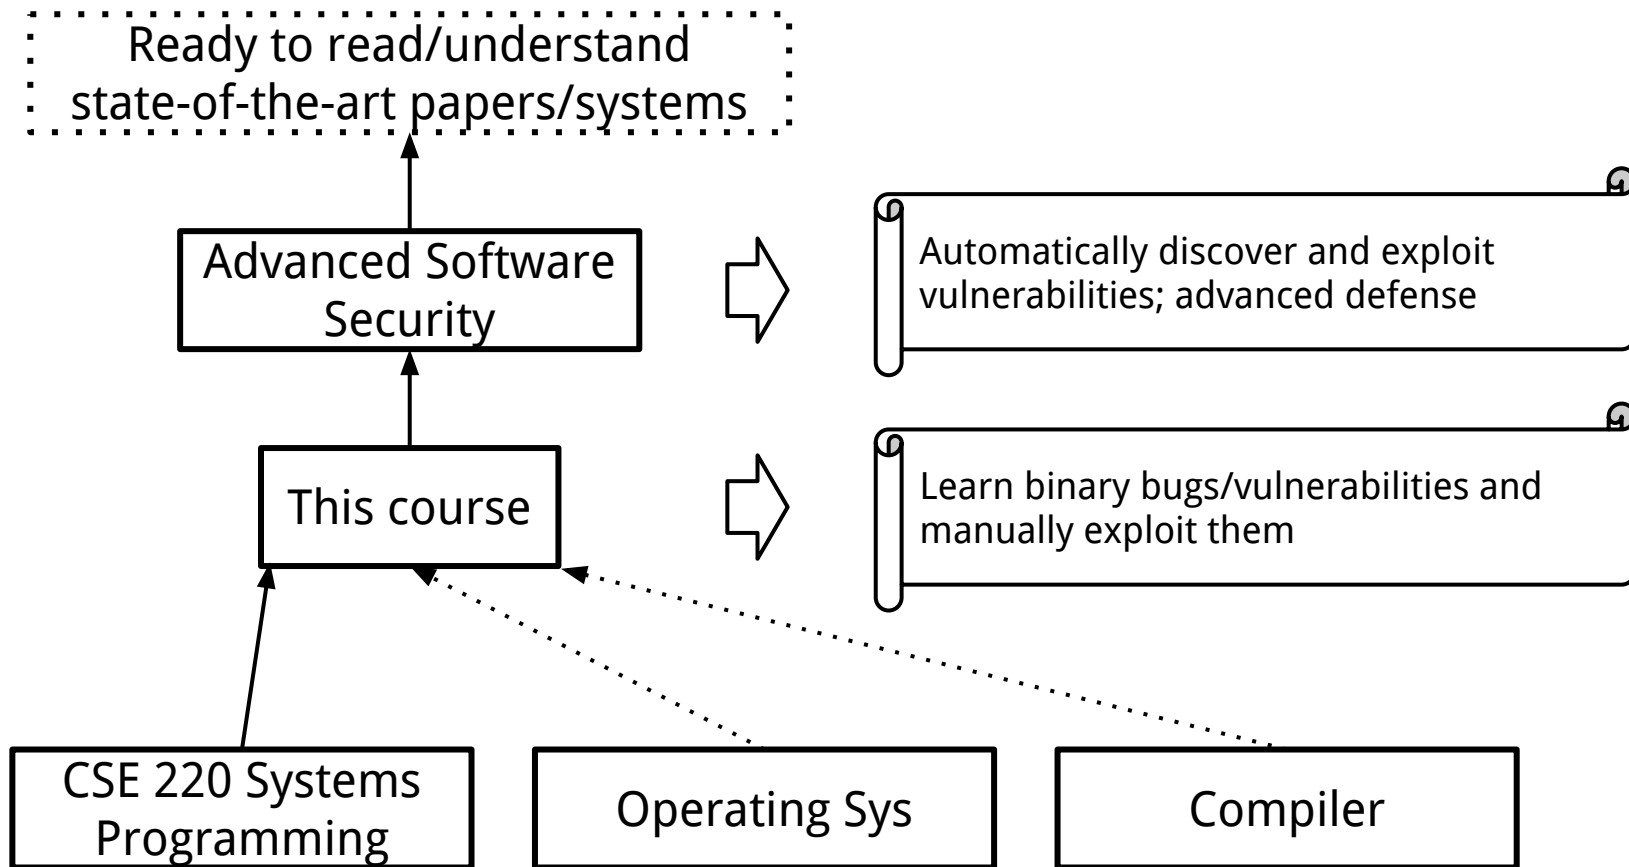 Ready to read/understand
state-of-the-art papers/systems
Advanced Software
Security
Automatically discover and exploit
vulnerabilities; advanced defense
This course
Learn binary bugs/vulnerabilities and
manually exploit them
CSE 220 Systems
Programming
Operating Sys
Compiler